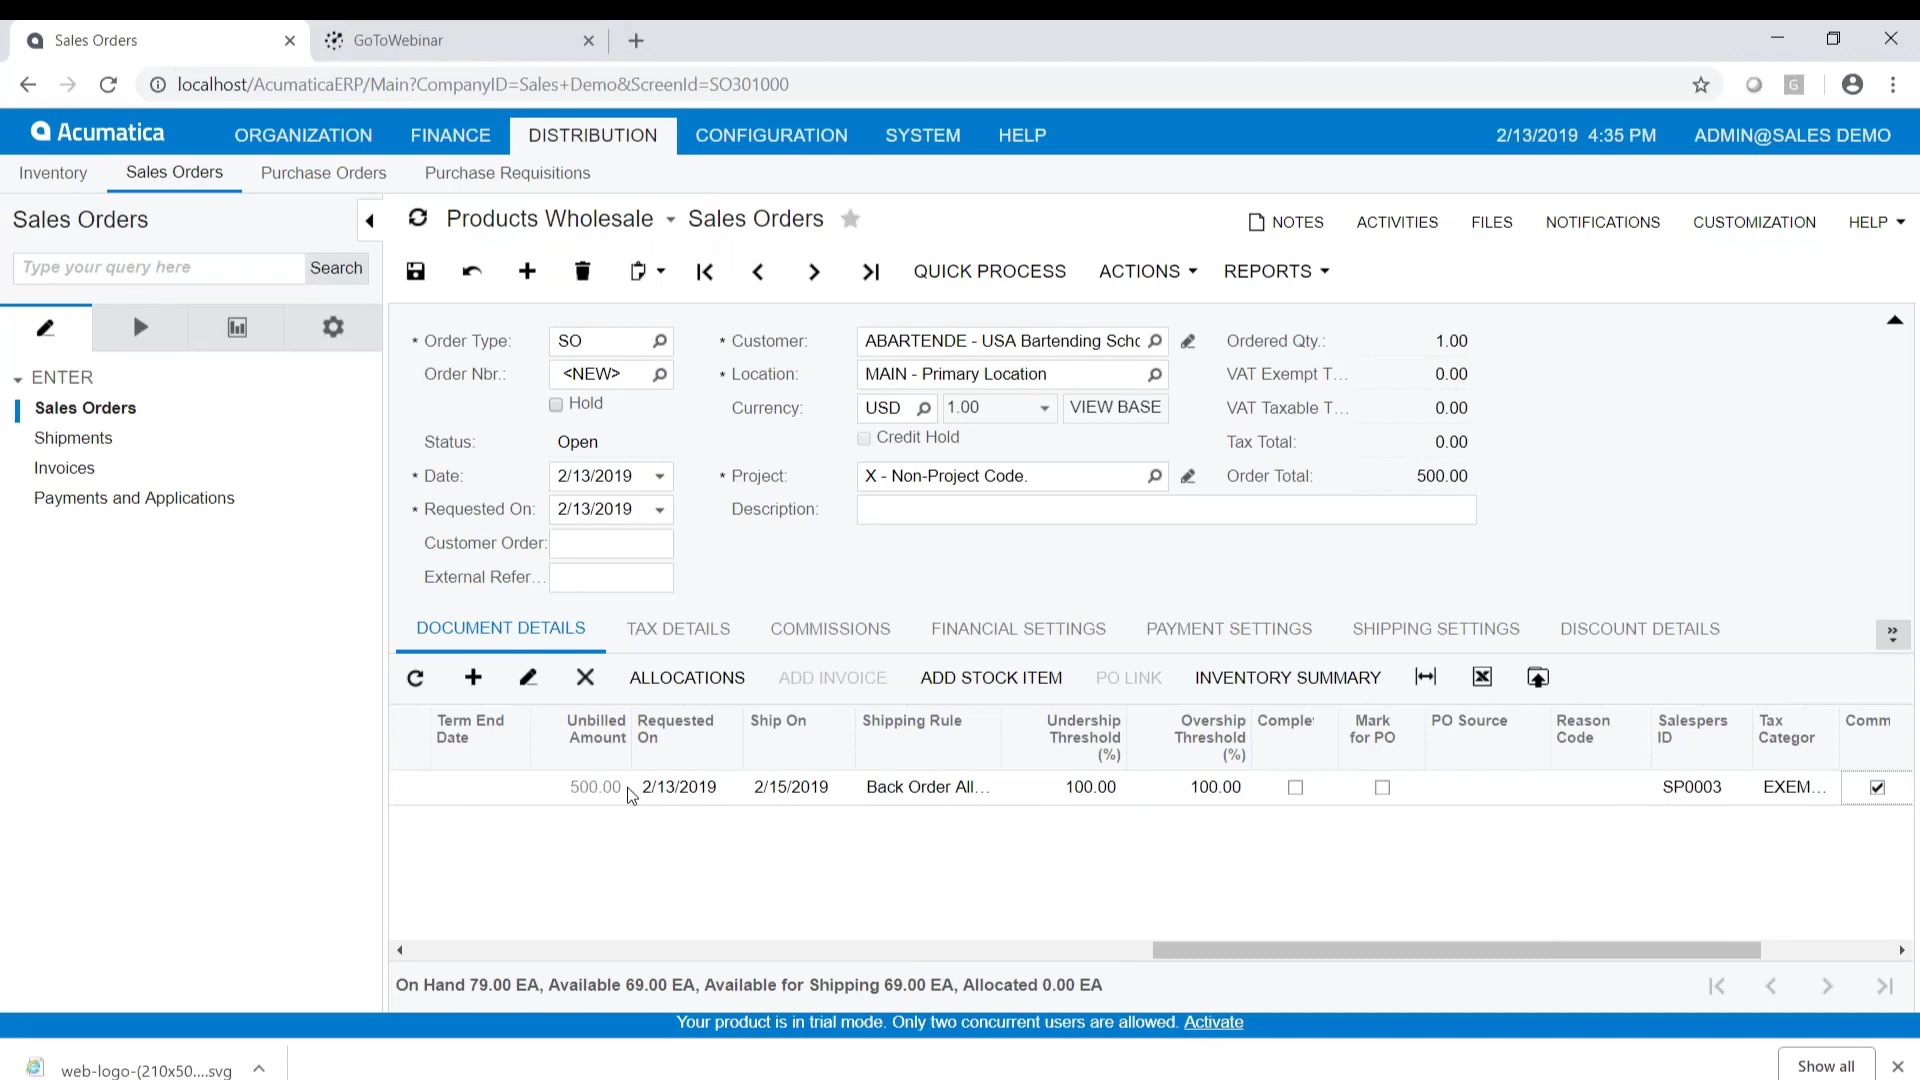 Sales Orders
GoToWebinar
localhost/AcumaticaERP/Main?CompanyID=Sales+Demo&ScreenId=SO301000
G
Acumatica
ORGANIZATION FINANCE DISTRIBUTION CONFIGURATION SYSTEM HELP
2/13/2019 4:35 PM ADMIN@SALES DEMO
Inventory Sales Orders Purchase Orders Purchase Requisitions
Sales Orders
Products Wholesale Sales Orders
NOTES ACTIVITIES FILES NOTIFICATIONS CUSTOMIZATION HELP
Type your query here Search
QUICK PROCESS ACTIONS REPORTS
ENTER
Sales Orders
Shipments
Invoices
Payments and Applications
* Order Type: SO * Customer: ABARTENDE - USA Bartending Scho Ordered Qty.: 1.00
Order Nbr.: <NEW> * Location: MAIN - Primary Location VAT Exempt T... 0.00
Hold Currency: USD 1.00 VIEW BASE VAT Taxable T... 0.00
Status: Open Credit Hold Tax Total: 0.00
* Date: 2/13/2019 * Project: X - Non-Project Code. Order Total: 500.00
* Requested On: 2/13/2019 Description:
Customer Order:
External Refer...
DOCUMENT DETAILS TAX DETAILS COMMISSIONS FINANCIAL SETTINGS PAYMENT SETTINGS SHIPPING SETTINGS DISCOUNT DETAILS
ALLOCATIONS ADD INVOICE ADD STOCK ITEM PO LINK INVENTORY SUMMARY
Term End Date Unbilled Amount Requested On Ship On Shipping Rule Undership Threshold (%) Overship Threshold (%) Comple Mark for PO PO Source Reason Code Salespers ID Tax Categor Comm
500.00 2/13/2019 2/15/2019 Back Order All... 100.00 100.00 SP0003 EXEM...
On Hand 79.00 EA, Available 69.00 EA, Available for Shipping 69.00 EA, Allocated 0.00 EA
Your product is in trial mode. Only two concurrent users are allowed. Activate
web-logo-(210x50....svg
Show all